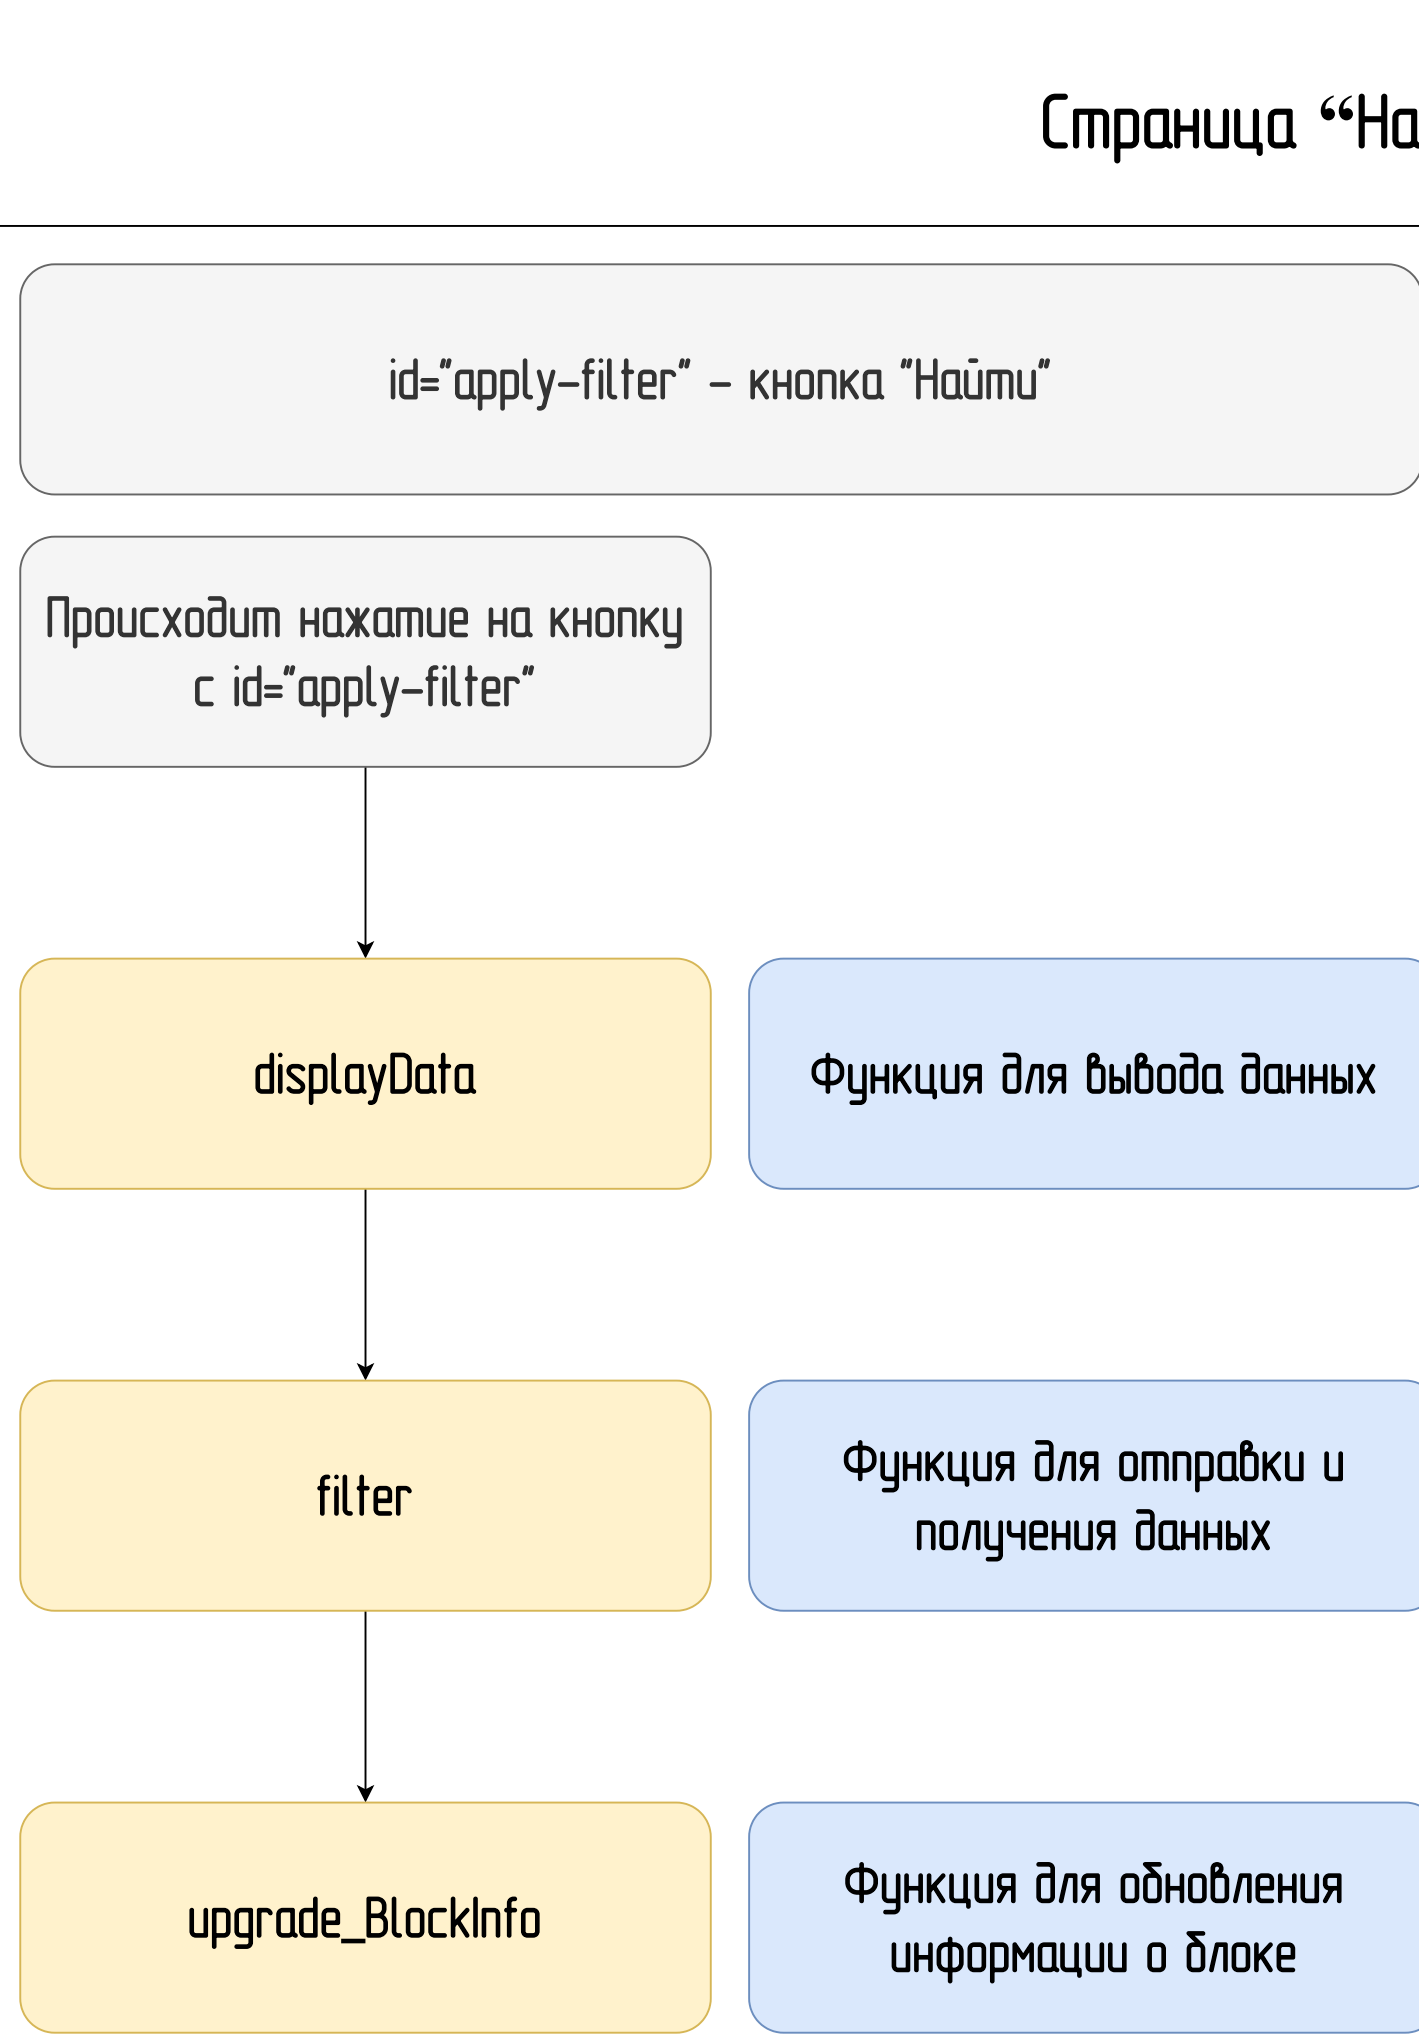 Страница “На
id="apply-filter" - кнопка "Найти"
Происходит нажатие на кнопку
с id="apply-filter"
displayData
Функция для вывода данных
filter
Функция для отправки и
получения данных
upgrade_BlockInfo
Функция для обновления
информации о блоке